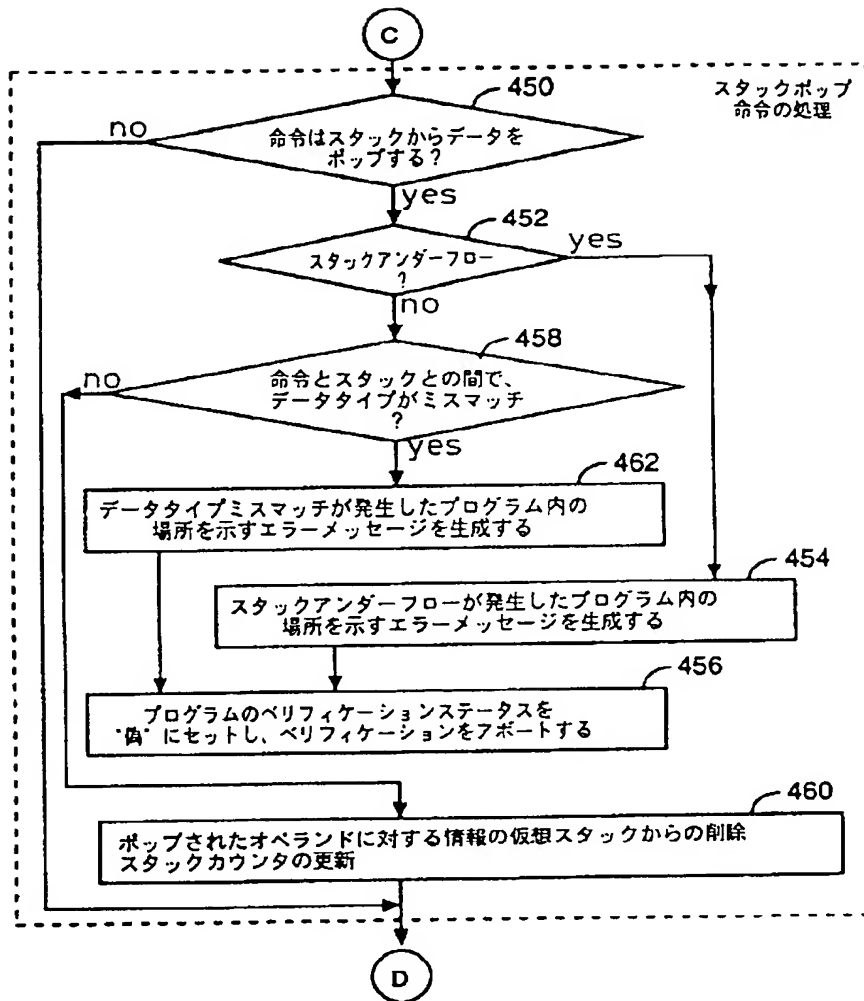 C
450
スタックポップ
命令の処理
no
命令はスタックからデータを
ポップする?
yes
452
yes
スタックアンダーフロー
?
no
458
no
命令とスタックとの間で、
データタイプがミスマッチ
?
yes
462
データタイプミスマッチが発生したプログラム内の
場所を示すエラーメッセージを生成する
454
スタックアンダーフローが発生したプログラム内の
場所を示すエラーメッセージを生成する
456
プログラムのベリフィケーションステータスを
"偽"にセットし、ベリフィケーションをアボートする
460
ポップされたオペランドに対する情報の仮想スタックからの削除
スタックカウンタの更新
D